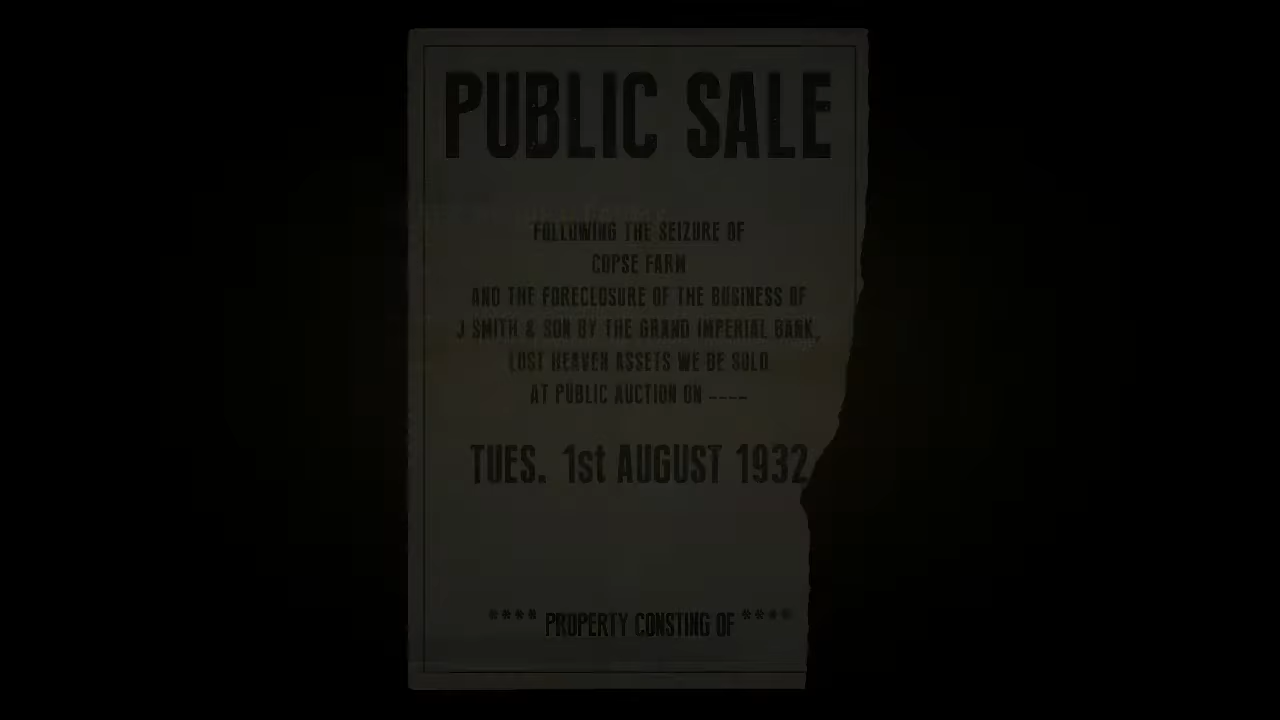 PUBLIC SALE
FOLLOWING THE SEIZURE OF
COPSE FARM
AND THE FORECLOSURE OF THE BUSINESS OF
J SMITH & SON BY THE GRAND IMPERIAL BANK,
LOST HEAVEN ASSETS WE BE SOLD
AT PUBLIC AUCTION ON ----
TUES. 1st AUGUST 1932
**** PROPERTY CONSTING OF ****